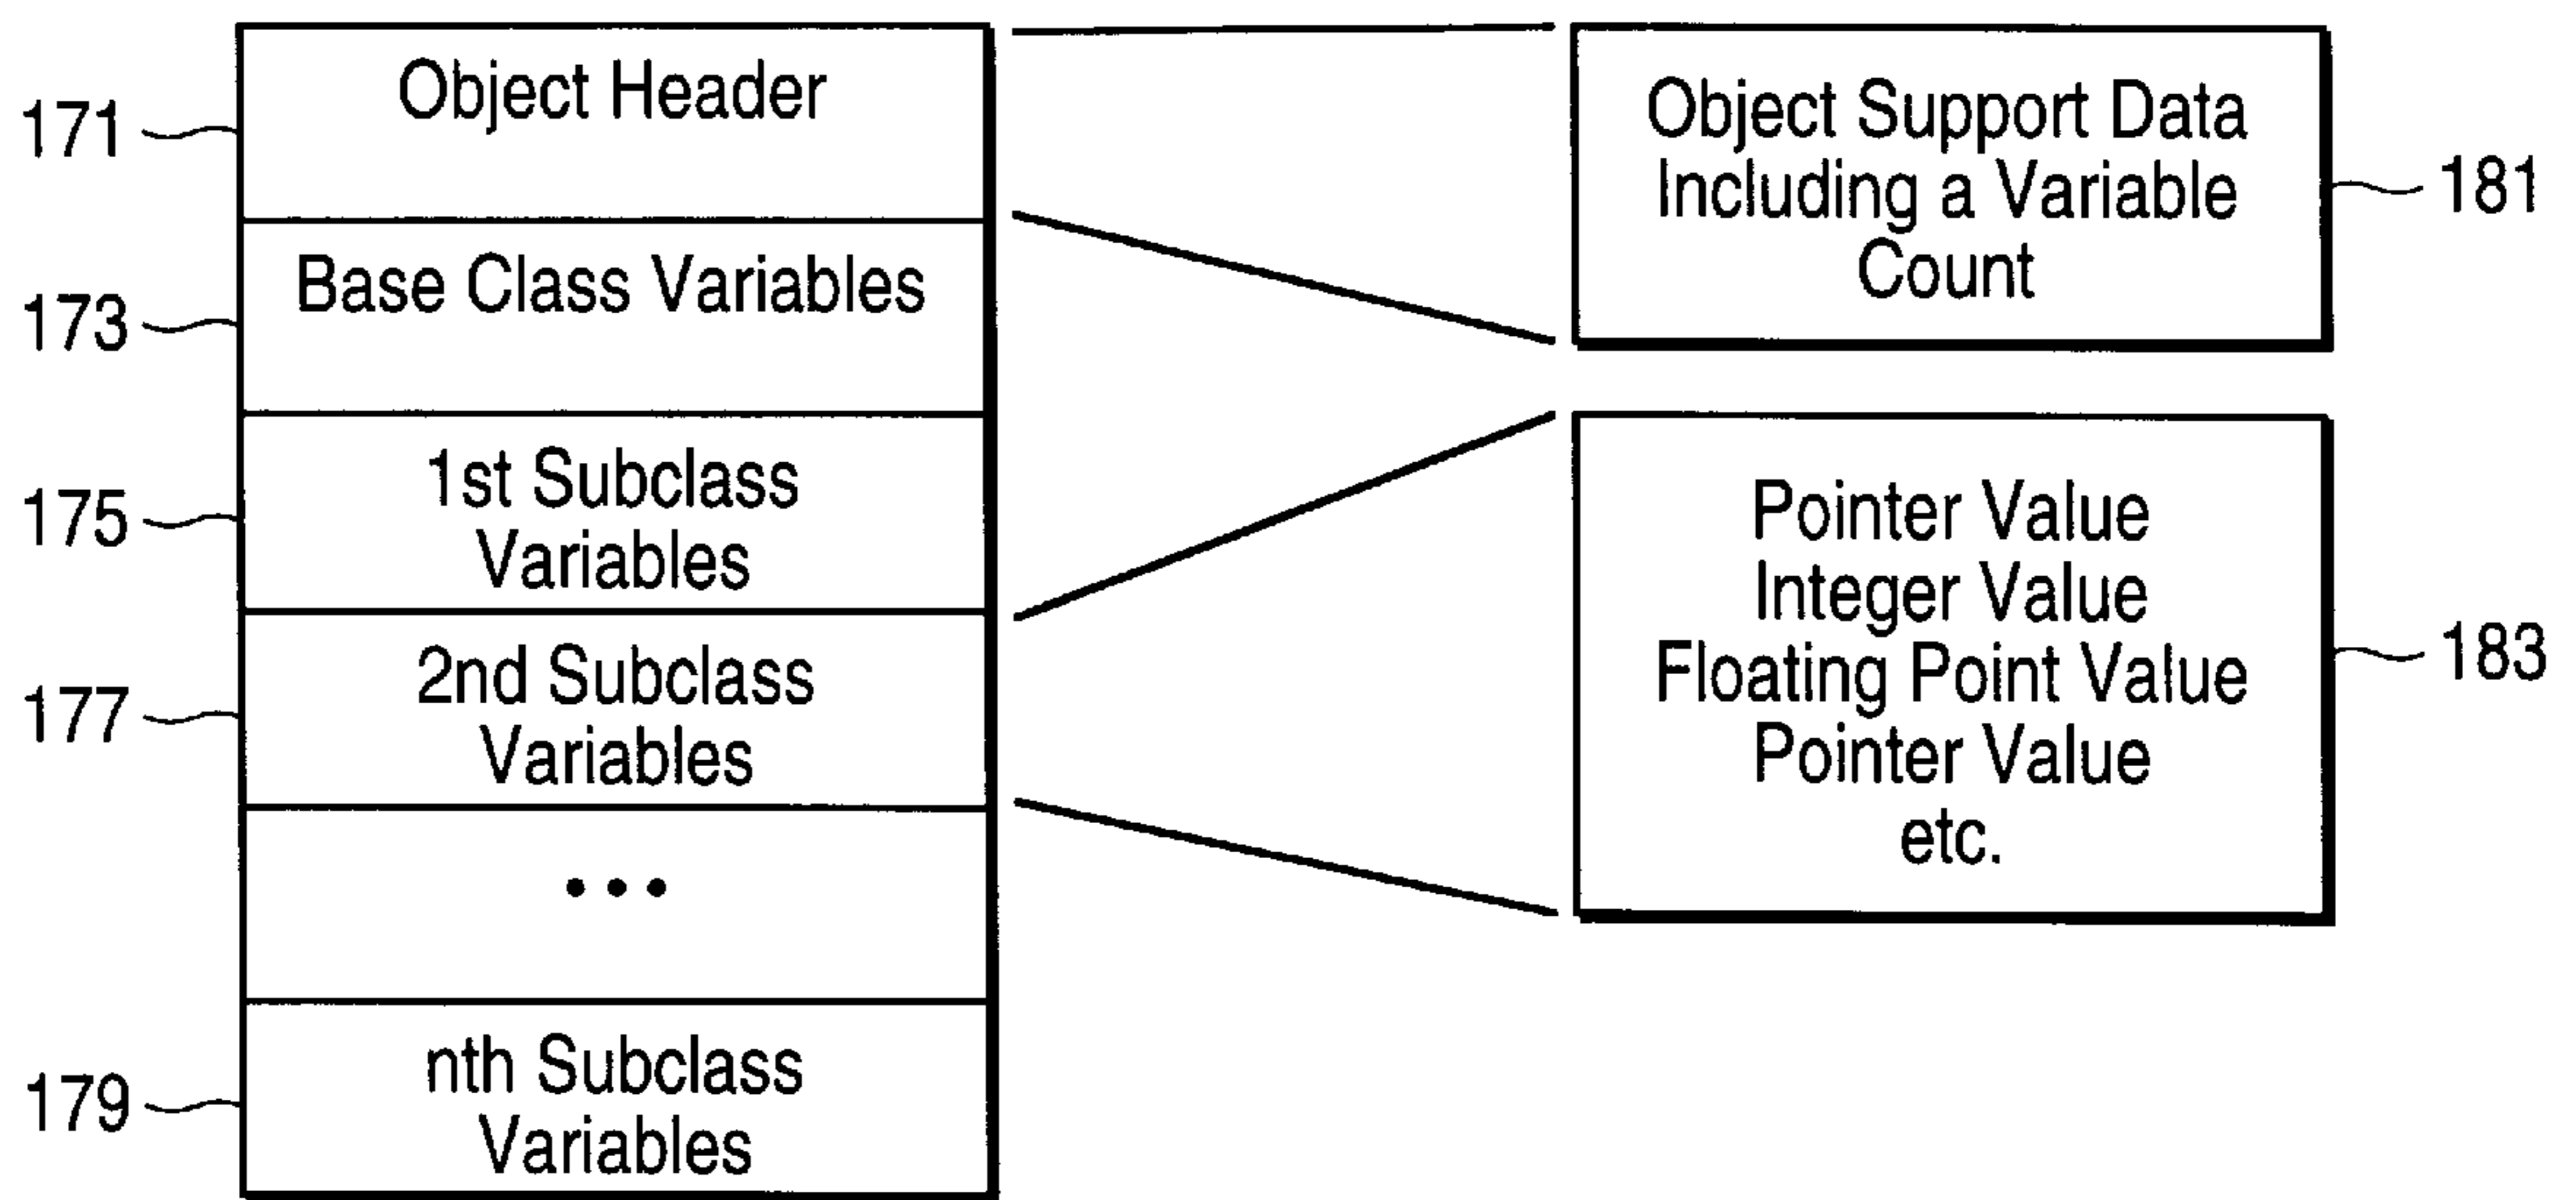 171
Object Header
173
Base Class Variables
175
1st Subclass
Variables
177
2nd Subclass
Variables
...
179
nth Subclass
Variables
Object Support Data
Including a Variable
Count
181
Pointer Value
Integer Value
Floating Point Value
Pointer Value
etc.
183